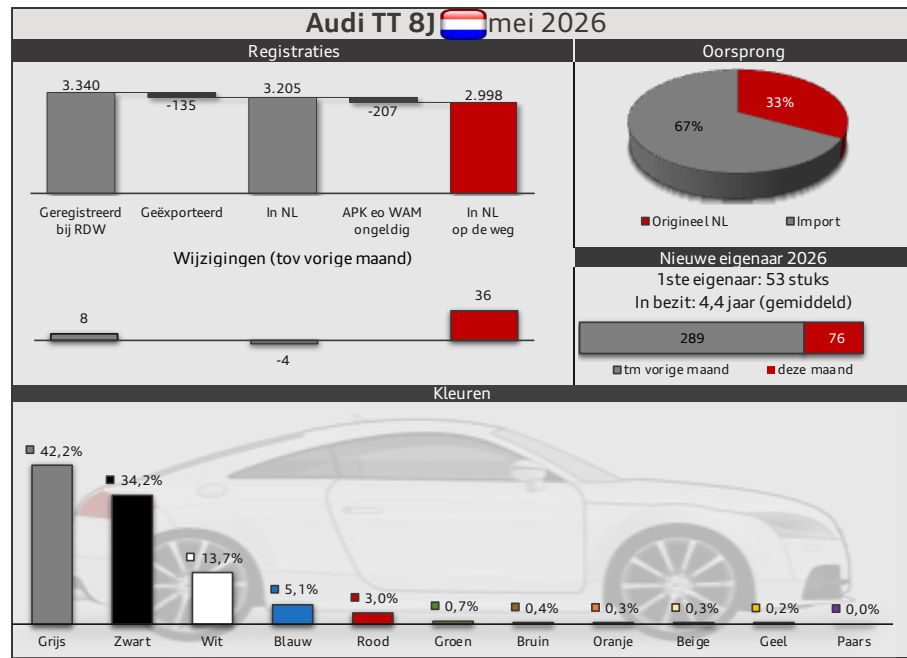 Audi TT 8J mei 2026
Registraties
3.340
-135
3.205
-207
2.998
Geregistreerd
bij RDW
Geëxporteerd
In NL
APK eo WAM
ongeldig
In NL
op de weg
Oorsprong
33%
67%
Origineel NL
Import
Wijzigingen (tov vorige maand)
8
-4
36
Nieuwe eigenaar 2026
1ste eigenaar: 53 stuks
In bezit: 4,4 jaar (gemiddeld)
289
76
tm vorige maand
deze maand
Kleuren
42,2%
34,2%
13,7%
5,1%
3,0%
0,7%
0,4%
0,3%
0,3%
0,2%
0,0%
Grijs
Zwart
Wit
Blauw
Rood
Groen
Bruin
Oranje
Beige
Geel
Paars